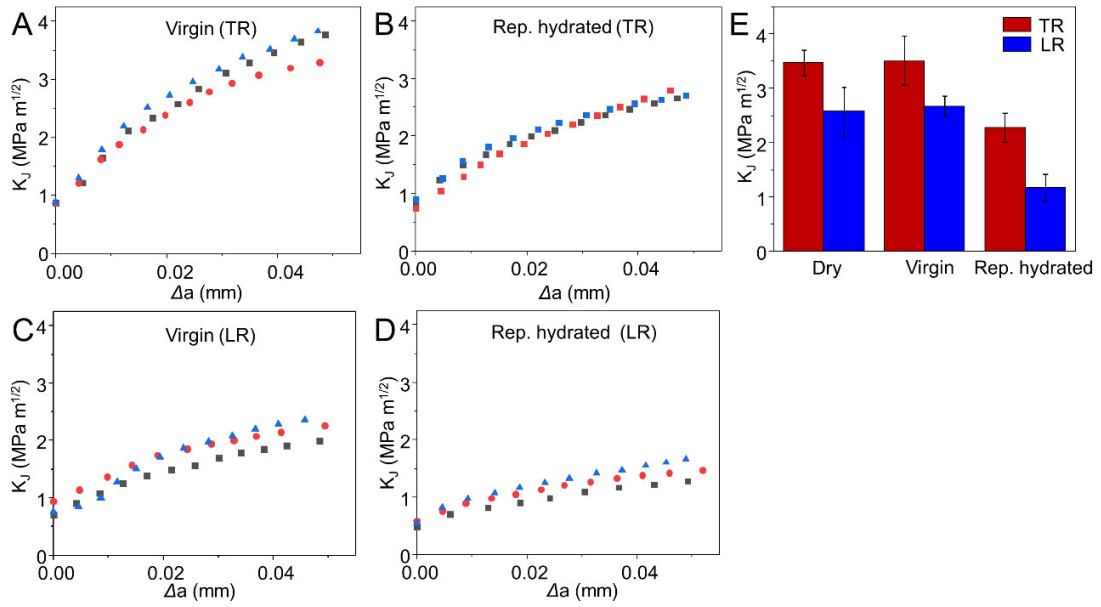 A
Virgin (TR)
4
3
2
1
0
K_J (MPa m^1/2)
0.00
0.02
0.04
Δa (mm)
B
Rep. hydrated (TR)
4
3
2
1
0
K_J (MPa m^1/2)
0.00
0.02
0.04
Δa (mm)
E
TR
LR
4
3
2
1
0
K_J (MPa m^1/2)
Dry
Virgin
Rep. hydrated
C
Virgin (LR)
4
3
2
1
0
K_J (MPa m^1/2)
0.00
0.02
0.04
Δa (mm)
D
Rep. hydrated (LR)
4
3
2
1
0
K_J (MPa m^1/2)
0.00
0.02
0.04
Δa (mm)